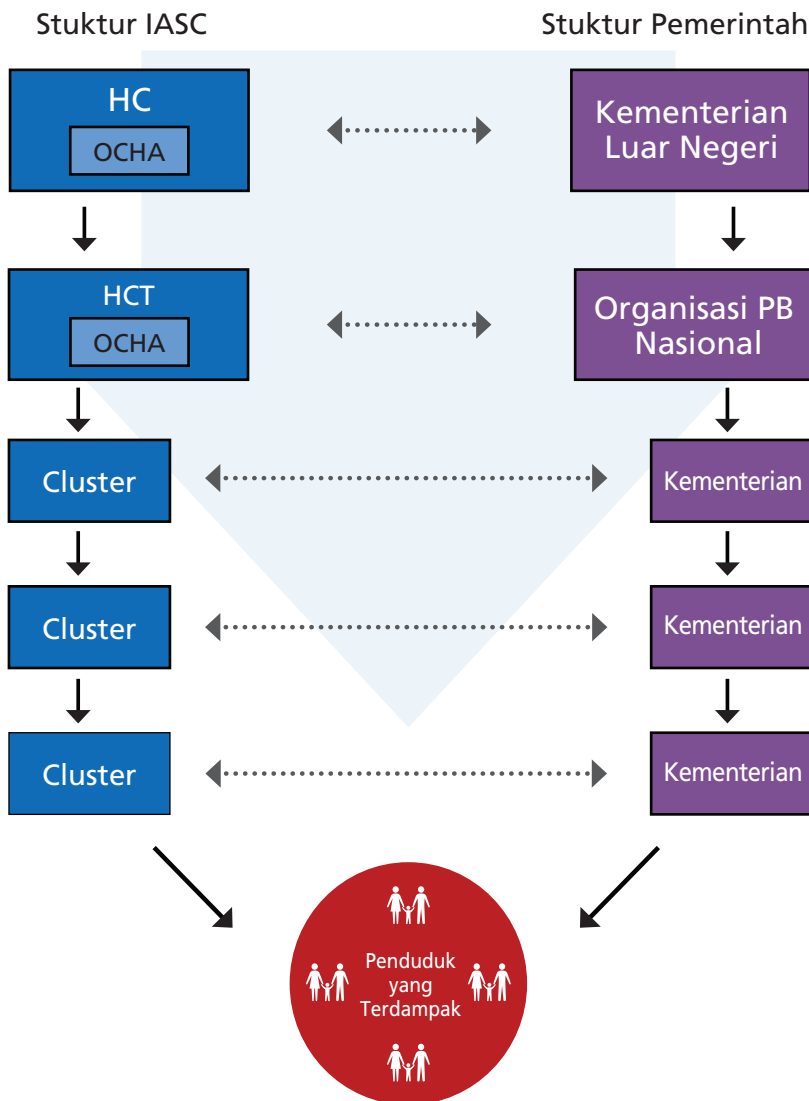 Stuktur IASC
Stuktur Pemerintah
HC
OCHA
Kementerian
Luar Negeri
HCT
OCHA
Organisasi PB
Nasional
Cluster
Kementerian
Cluster
Kementerian
Cluster
Kementerian
Penduduk
yang
Terdampak